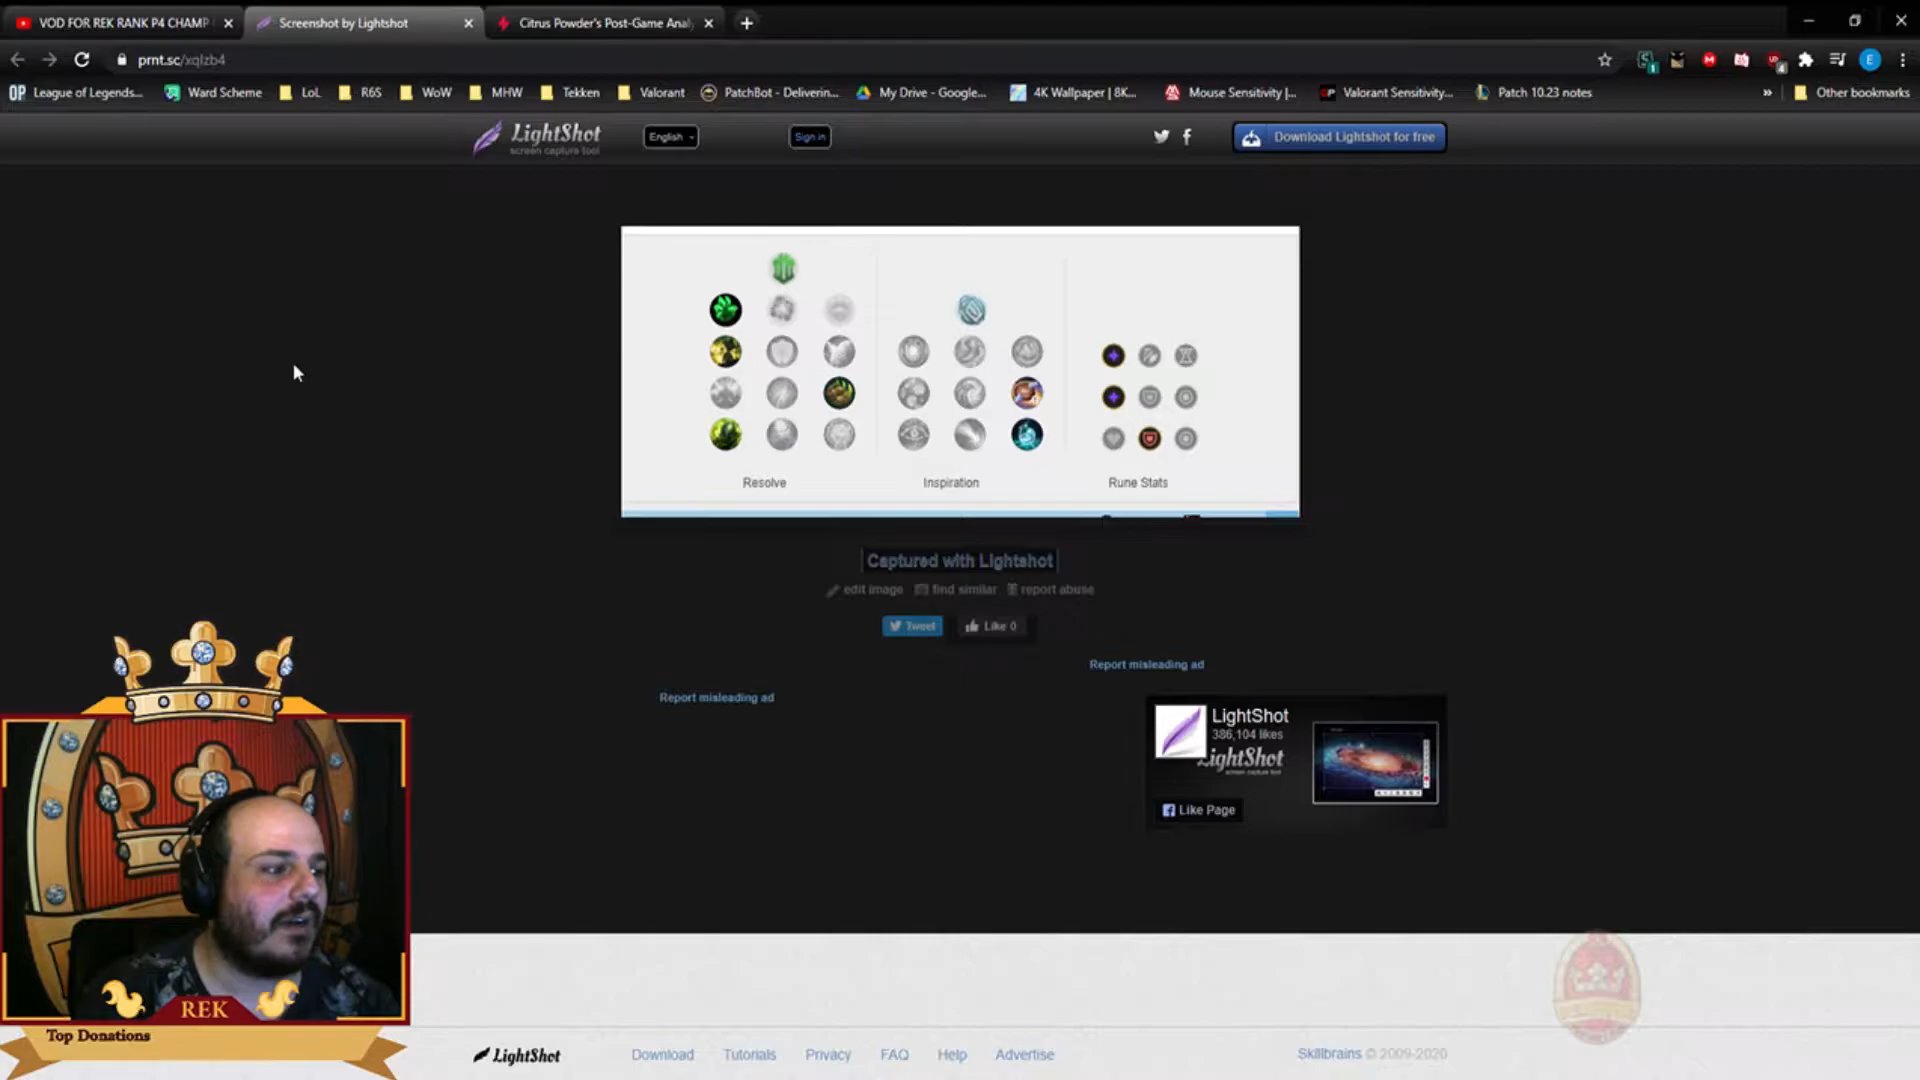 VOD FOR REK RANK P4 CHAMP
Screenshot by Lightshot
Citrus Powder's Post-Game Anal
prnt.sc/xqlzb4
E
OP League of Legends...
Ward Scheme
LoL
R6S
WoW
MHW
Tekken
Valorant
PatchBot - Deliverin...
My Drive - Google...
4K Wallpaper | 8K...
Mouse Sensitivity |...
Valorant Sensitivity...
Patch 10.23 notes
»
Other bookmarks
LightShot
screen capture tool
English
Sign in
Download Lightshot for free
Resolve
Inspiration
Rune Stats
Captured with Lightshot
edit image
find similar
report abuse
Tweet
Like 0
Report misleading ad
Report misleading ad
LightShot
386,104 likes
LightShot
screen capture tool
Like Page
REK
Top Donations
LightShot
Download
Tutorials
Privacy
FAQ
Help
Advertise
Skillbrains © 2009-2020